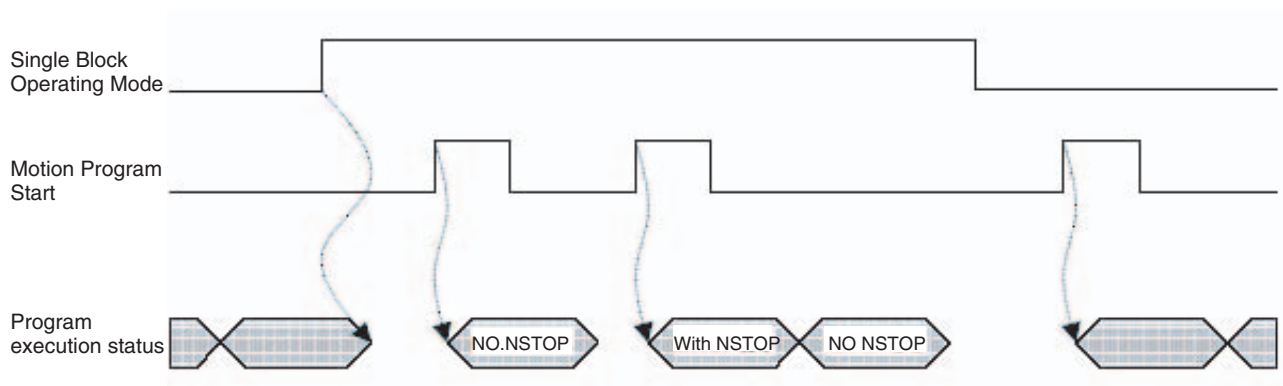 Single Block
Operating Mode
Motion Program
Start
Program
execution status
NO.NSTOP
With NSTOP
NO NSTOP